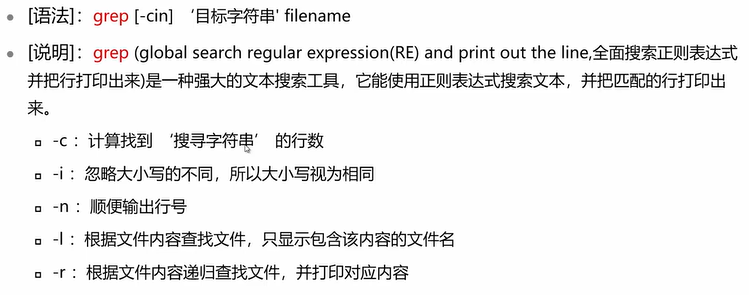 [语法]：grep [-cin] ‘目标字符串' filename
[说明]：grep (global search regular expression(RE) and print out the line,全面搜索正则表达式
并把行打印出来)是一种强大的文本搜索工具，它能使用正则表达式搜索文本，并把匹配的行打印出
来。
-c ：计算找到 ‘搜寻字符串’ 的行数
-i ：忽略大小写的不同，所以大小写视为相同
-n ：顺便输出行号
-l ：根据文件内容查找文件，只显示包含该内容的文件名
-r ：根据文件内容递归查找文件，并打印对应内容